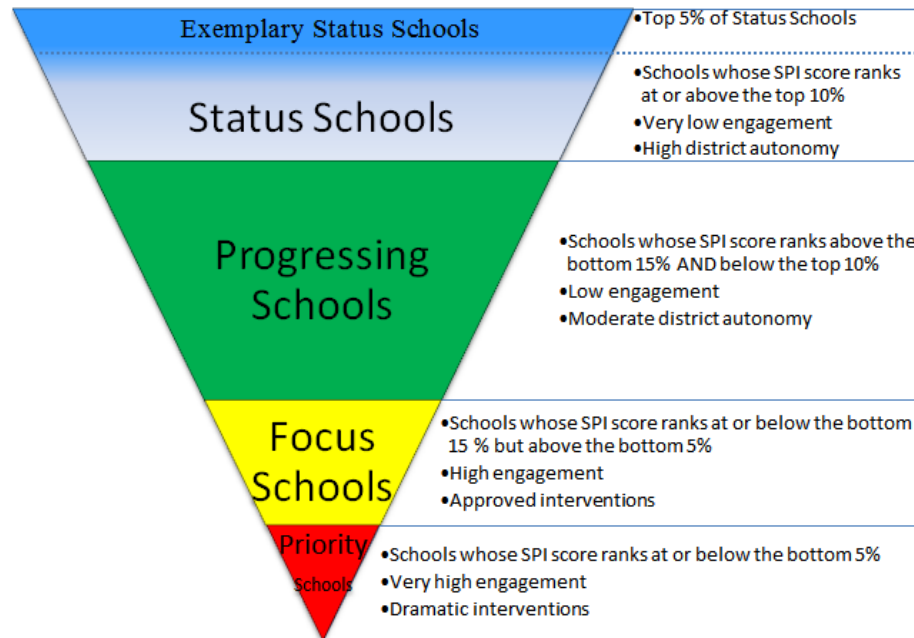 Exemplary Status Schools
•Top 5% of Status Schools
Status Schools
•Schools whose SPI score ranks
at or above the top 10%
•Very low engagement
•High district autonomy
Progressing
Schools
•Schools whose SPI score ranks above the
bottom 15% AND below the top 10%
•Low engagement
•Moderate district autonomy
Focus
Schools
•Schools whose SPI score ranks at or below the bottom
15 % but above the bottom 5%
•High engagement
•Approved interventions
Priority
Schools
•Schools whose SPI score ranks at or below the bottom 5%
•Very high engagement
•Dramatic interventions